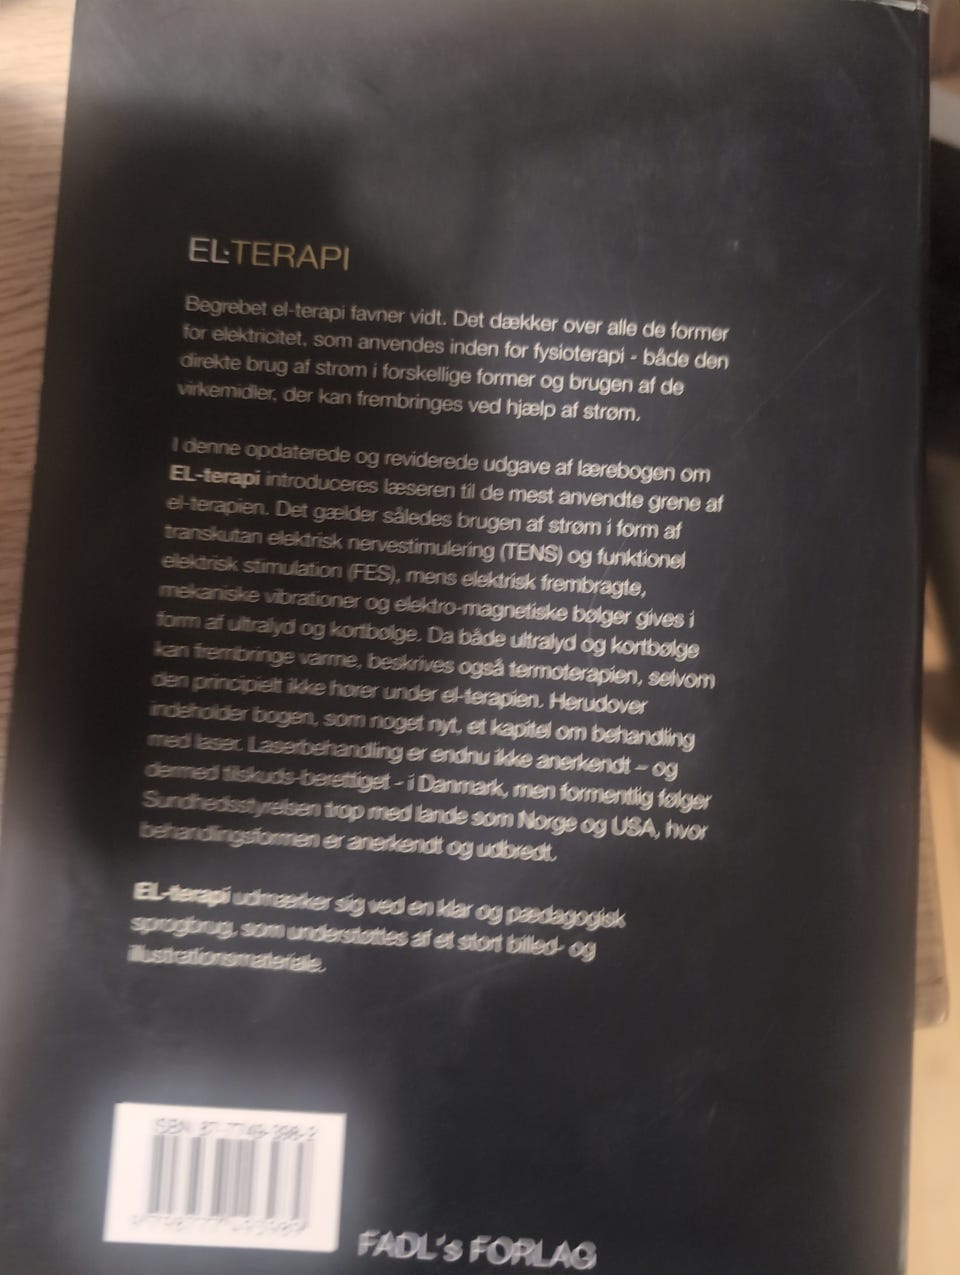 EL-TERAPI
Begrebet el-terapi favner vidt. Det dækker over alle de former
for elektricitet, som anvendes inden for fysioterapi - både den
direkte brug af strøm i forskellige former og brugen af de
virkemidler, der kan frembringes ved hjælp af strøm.
I denne opdaterede og reviderede udgave af lærebogen om
EL-terapi introduceres læseren til de mest anvendte grene af
el-terapien. Det gælder således brugen af strøm i form af
transkutan elektrisk nervestimulering (TENS) og funktionel
elektrisk stimulation (FES), mens elektrisk frembragte,
mekaniske vibrationer og elektro-magnetiske bølger gives i
form af ultralyd og kortbølge. Da både ultralyd og kortbølge
kan frembringe varme, beskrives også termoterapien, selvom
den principielt ikke hører under el-terapien. Herudover
indeholder bogen, som noget nyt, et kapitel om behandling
med laser. Laserbehandling er endnu ikke anerkendt – og
dermed tilskuds-berettiget - i Danmark, men formentlig følger
Sundhedsstyrelsen trop med lande som Norge og USA, hvor
behandlingsformen er anerkendt og udbredt.
EL-terapi udmærker sig ved en klar og pædagogisk
sprogbrug, som understøttes af et stort billed- og
illustrationsmateriale.
ISBN 87-7749-398-2
9788777493989
FADL's FORLAG